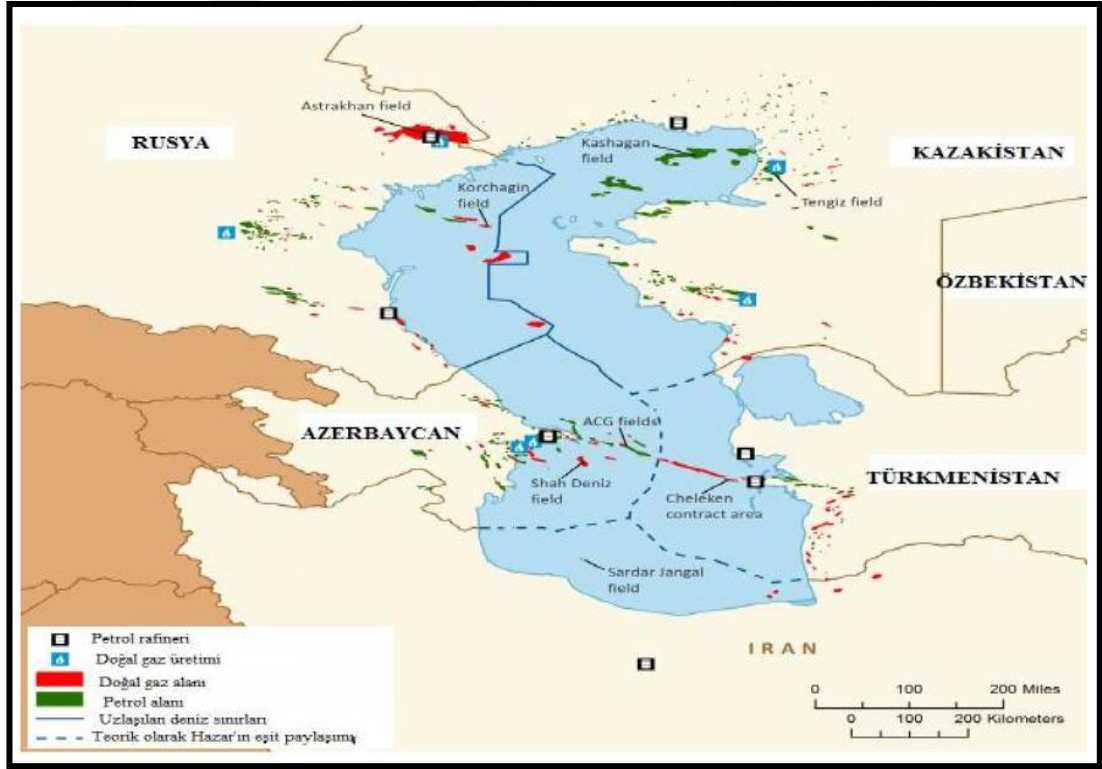 Astrakhan field
RUSYA
Kashagan
field
KAZAKİSTAN
Korchagin
field
Tengiz field
ÖZBEKİSTAN
ACG fields
AZERBAYCAN
Shah Deniz
field
Cheleken
contract area
TÜRKMENİSTAN
Sardar Jangal
field
IRAN
Petrol rafineri
Doğal gaz üretimi
Doğal gaz alanı
Petrol alanı
Uzlaşılan deniz sınırları
Teorik olarak Hazar'ın eşit paylaşımı
0 100 200 Miles
0 100 200 Kilometers